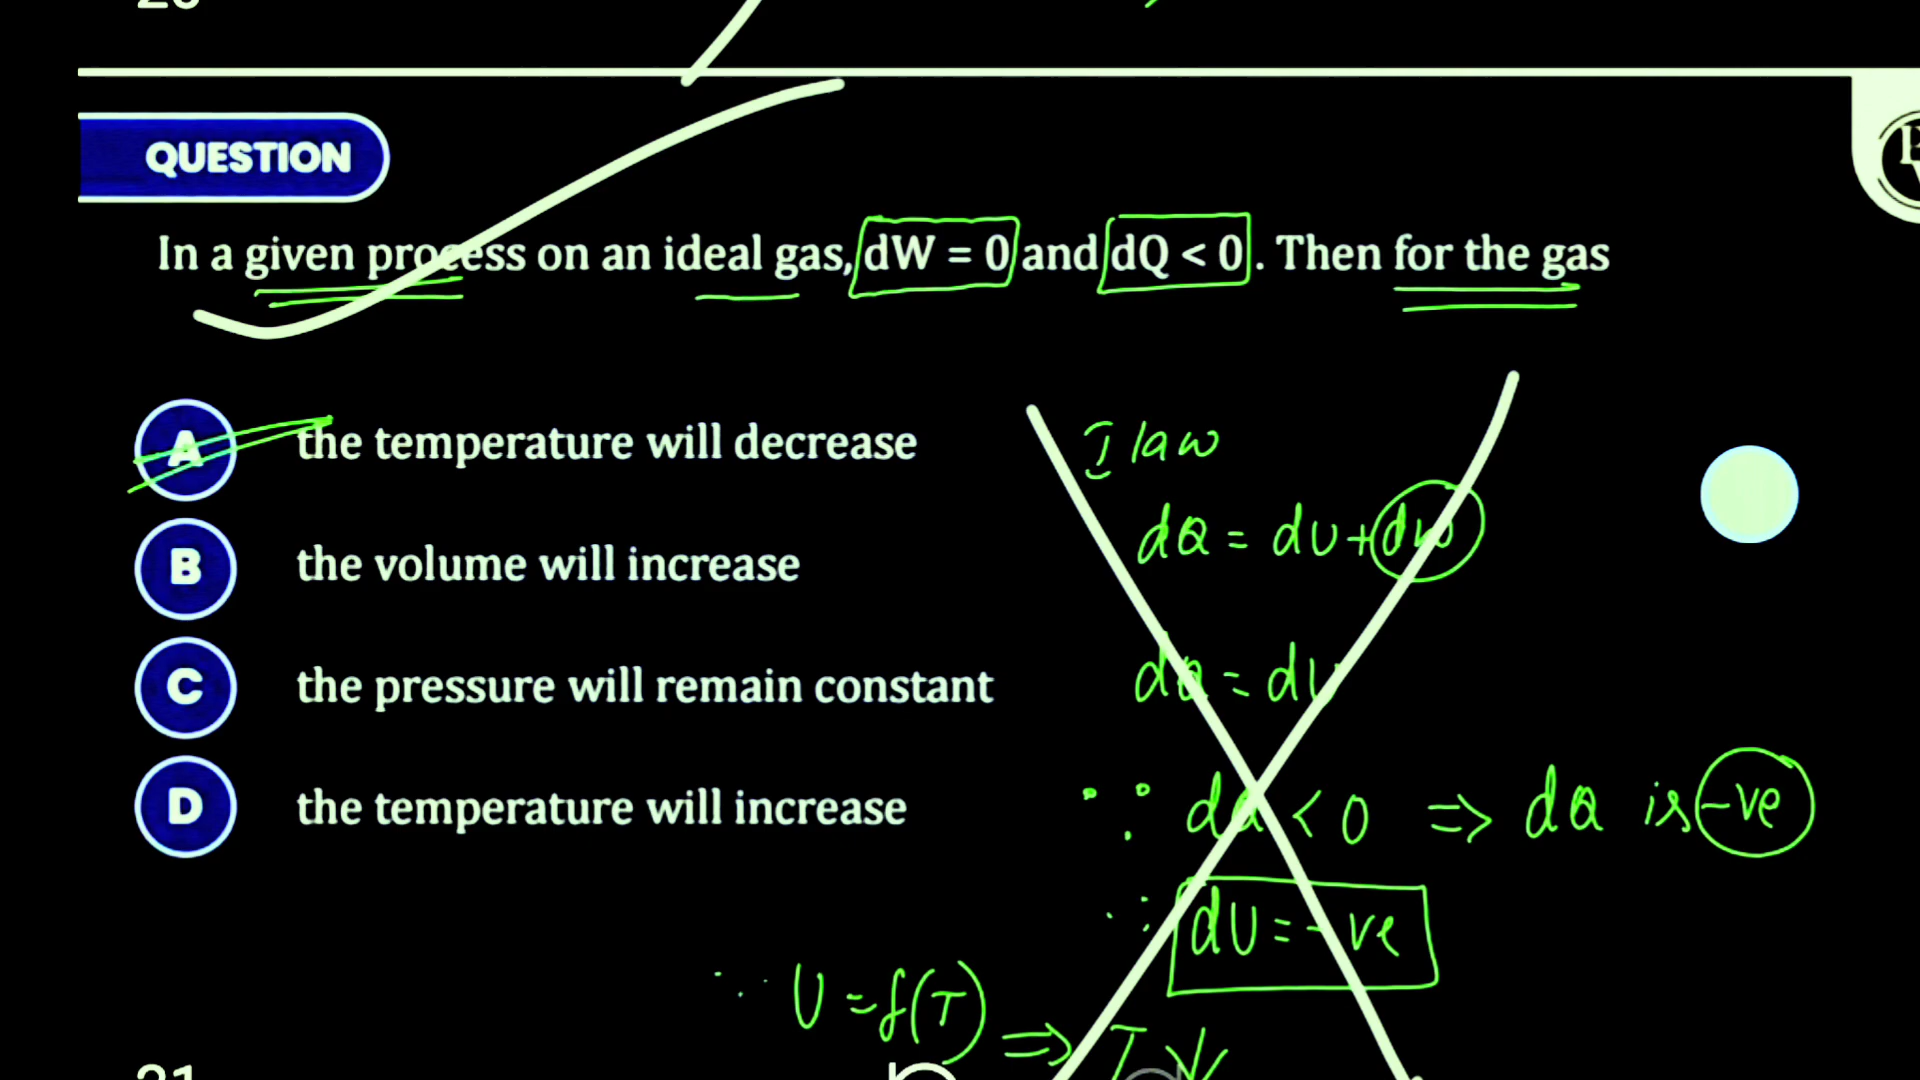 QUESTION
In a given process on an ideal gas, dW = 0 and dQ < 0. Then for the gas
A the temperature will decrease
B the volume will increase
C the pressure will remain constant
D the temperature will increase
I law
dQ = dU + dW
dQ = dU
∵ dQ < 0 ⇒ dQ is -ve
∴ dU = -ve
∵ U = f(T) ⇒ T ↓